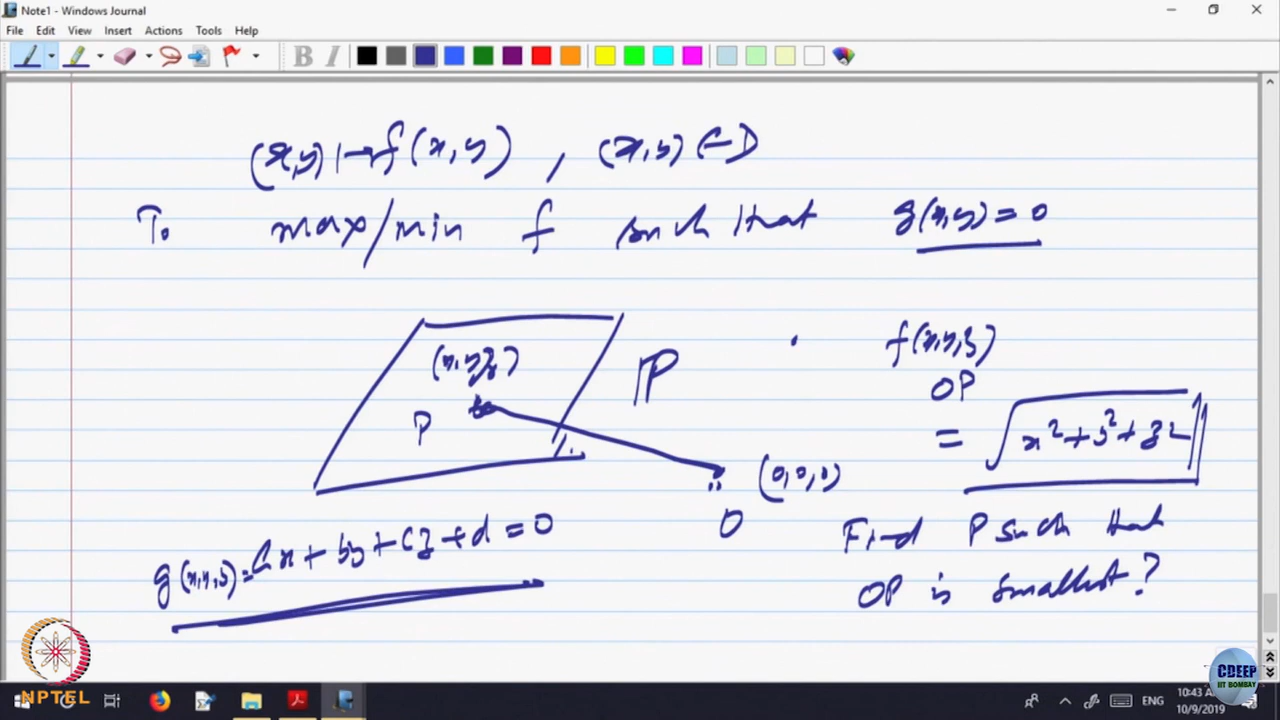 Note1 - Windows Journal
File Edit View Insert Actions Tools Help
B I
(x,y) ↦ f(x,y) , (x,y) ∈ D
To max/min f such that g(x,y) = 0
(x,y,z)
P
ℙ
f(x,y,z)
OP
= √x²+y²+z²
(0,0,0)
O
g(x,y,z) = ax + by + cz + d = 0
Find P such that
OP is smallest?
NPTEL
CDEEP
IIT BOMBAY
ENG
10:43 A
10/9/2019